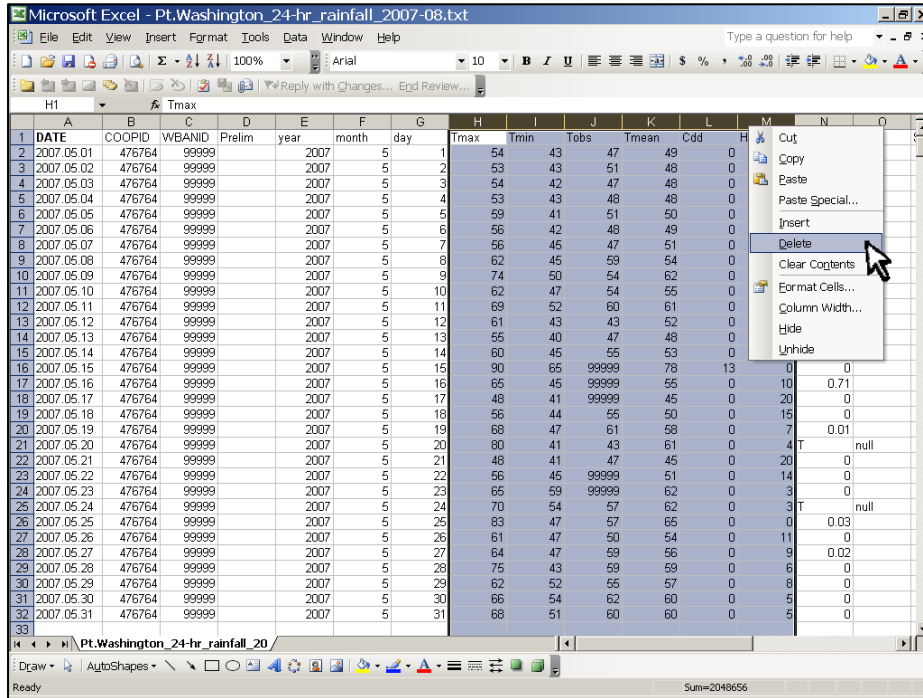 Microsoft Excel - Pt.Washington_24-hr_rainfall_2007-08.txt
File Edit View Insert Format Tools Data Window Help Type a question for help
100% Arial 10 B I U $ % ,
Reply with Changes... End Review...
H1 fx Tmax
A B C D E F G H I J K L M N O
1 DATE COOPID WBANID Prelim year month day Tmax Tmin Tobs Tmean Cdd H
2 2007.05.01 476764 99999 2007 5 1 54 43 47 49 0
3 2007.05.02 476764 99999 2007 5 2 53 43 51 48 0
4 2007.05.03 476764 99999 2007 5 3 54 42 47 48 0
5 2007.05.04 476764 99999 2007 5 4 53 43 48 48 0
6 2007.05.05 476764 99999 2007 5 5 59 41 51 50 0
7 2007.05.06 476764 99999 2007 5 6 56 42 48 49 0
8 2007.05.07 476764 99999 2007 5 7 56 45 47 51 0
9 2007.05.08 476764 99999 2007 5 8 62 45 59 54 0
10 2007.05.09 476764 99999 2007 5 9 74 50 54 62 0
11 2007.05.10 476764 99999 2007 5 10 62 47 54 55 0
12 2007.05.11 476764 99999 2007 5 11 69 52 60 61 0
13 2007.05.12 476764 99999 2007 5 12 61 43 43 52 0
14 2007.05.13 476764 99999 2007 5 13 55 40 47 48 0
15 2007.05.14 476764 99999 2007 5 14 60 45 55 53 0
16 2007.05.15 476764 99999 2007 5 15 90 65 99999 78 13 0 0
17 2007.05.16 476764 99999 2007 5 16 65 45 99999 55 0 10 0.71
18 2007.05.17 476764 99999 2007 5 17 48 41 99999 45 0 20 0
19 2007.05.18 476764 99999 2007 5 18 56 44 55 50 0 15 0
20 2007.05.19 476764 99999 2007 5 19 68 47 61 58 0 7 0.01
21 2007.05.20 476764 99999 2007 5 20 80 41 43 61 0 4 T null
22 2007.05.21 476764 99999 2007 5 21 48 41 47 45 0 20 0
23 2007.05.22 476764 99999 2007 5 22 56 45 99999 51 0 14 0
24 2007.05.23 476764 99999 2007 5 23 65 59 99999 62 0 3 0
25 2007.05.24 476764 99999 2007 5 24 70 54 57 62 0 3 T null
26 2007.05.25 476764 99999 2007 5 25 83 47 57 65 0 0 0.03
27 2007.05.26 476764 99999 2007 5 26 61 47 50 54 0 11 0
28 2007.05.27 476764 99999 2007 5 27 64 47 59 56 0 9 0.02
29 2007.05.28 476764 99999 2007 5 28 75 43 59 59 0 6 0
30 2007.05.29 476764 99999 2007 5 29 62 52 55 57 0 8 0
31 2007.05.30 476764 99999 2007 5 30 66 54 62 60 0 5 0
32 2007.05.31 476764 99999 2007 5 31 68 51 60 60 0 5 0
33
Cut
Copy
Paste
Paste Special...
Insert
Delete
Clear Contents
Format Cells...
Column Width...
Hide
Unhide
Pt.Washington_24-hr_rainfall_20
Draw AutoShapes
Ready Sum=2048656